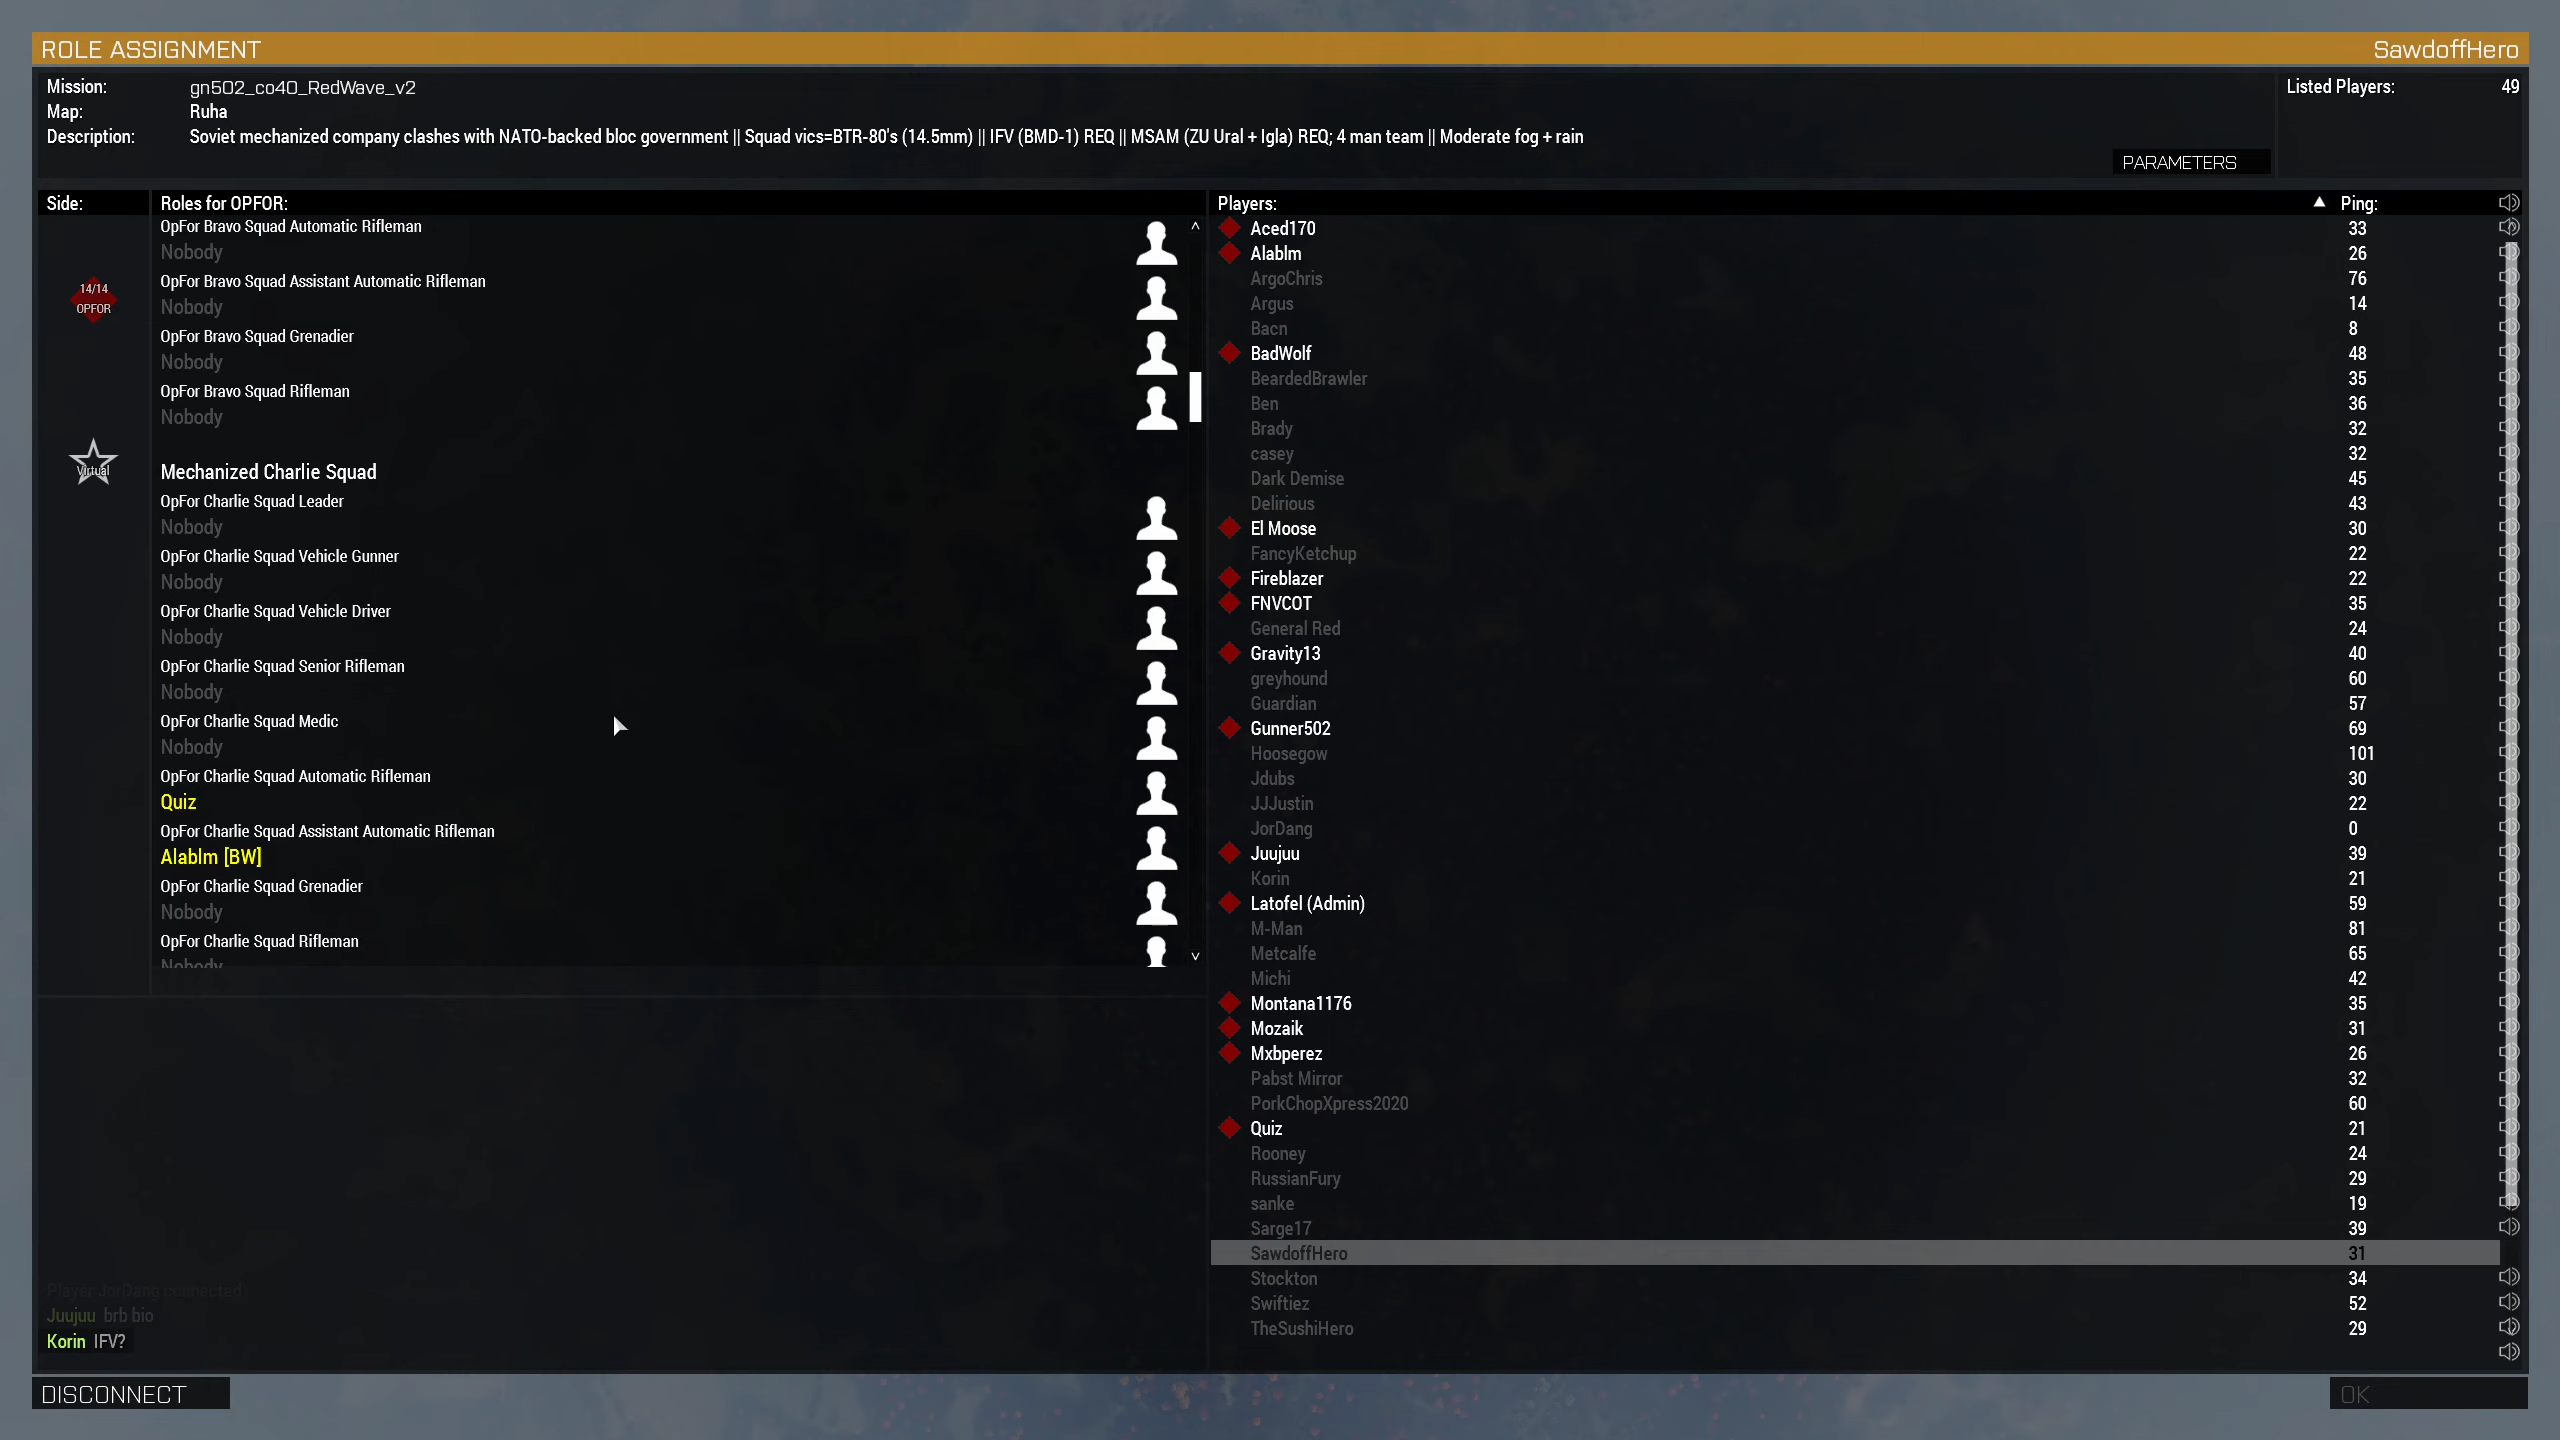 ROLE ASSIGNMENT
SawdoffHero
Mission: gn502_co40_RedWave_v2
Listed Players: 49
Map: Ruha
Description: Soviet mechanized company clashes with NATO-backed bloc government || Squad vics=BTR-80's (14.5mm) || IFV (BMD-1) REQ || MSAM (ZU Ural + Igla) REQ; 4 man team || Moderate fog + rain
PARAMETERS
Side:
14/14
OPFOR
Virtual
Roles for OPFOR:
OpFor Bravo Squad Automatic Rifleman
Nobody
OpFor Bravo Squad Assistant Automatic Rifleman
Nobody
OpFor Bravo Squad Grenadier
Nobody
OpFor Bravo Squad Rifleman
Nobody
Mechanized Charlie Squad
OpFor Charlie Squad Leader
Nobody
OpFor Charlie Squad Vehicle Gunner
Nobody
OpFor Charlie Squad Vehicle Driver
Nobody
OpFor Charlie Squad Senior Rifleman
Nobody
OpFor Charlie Squad Medic
Nobody
OpFor Charlie Squad Automatic Rifleman
Quiz
OpFor Charlie Squad Assistant Automatic Rifleman
Alablm [BW]
OpFor Charlie Squad Grenadier
Nobody
OpFor Charlie Squad Rifleman
Nobody
Players: Ping:
Aced170 33
Alablm 26
ArgoChris 76
Argus 14
Bacn 8
BadWolf 48
BeardedBrawler 35
Ben 36
Brady 32
casey 32
Dark Demise 45
Delirious 43
El Moose 30
FancyKetchup 22
Fireblazer 22
FNVCOT 35
General Red 24
Gravity13 40
greyhound 60
Guardian 57
Gunner502 69
Hoosegow 101
Jdubs 30
JJJustin 22
JorDang 0
Juujuu 39
Korin 21
Latofel (Admin) 59
M-Man 81
Metcalfe 65
Michi 42
Montana1176 35
Mozaik 31
Mxbperez 26
Pabst Mirror 32
PorkChopXpress2020 60
Quiz 21
Rooney 24
RussianFury 29
sanke 19
Sarge17 39
SawdoffHero 31
Stockton 34
Swiftiez 52
TheSushiHero 29
Player JorDang connected
Juujuu brb bio
Korin IFV?
DISCONNECT
OK